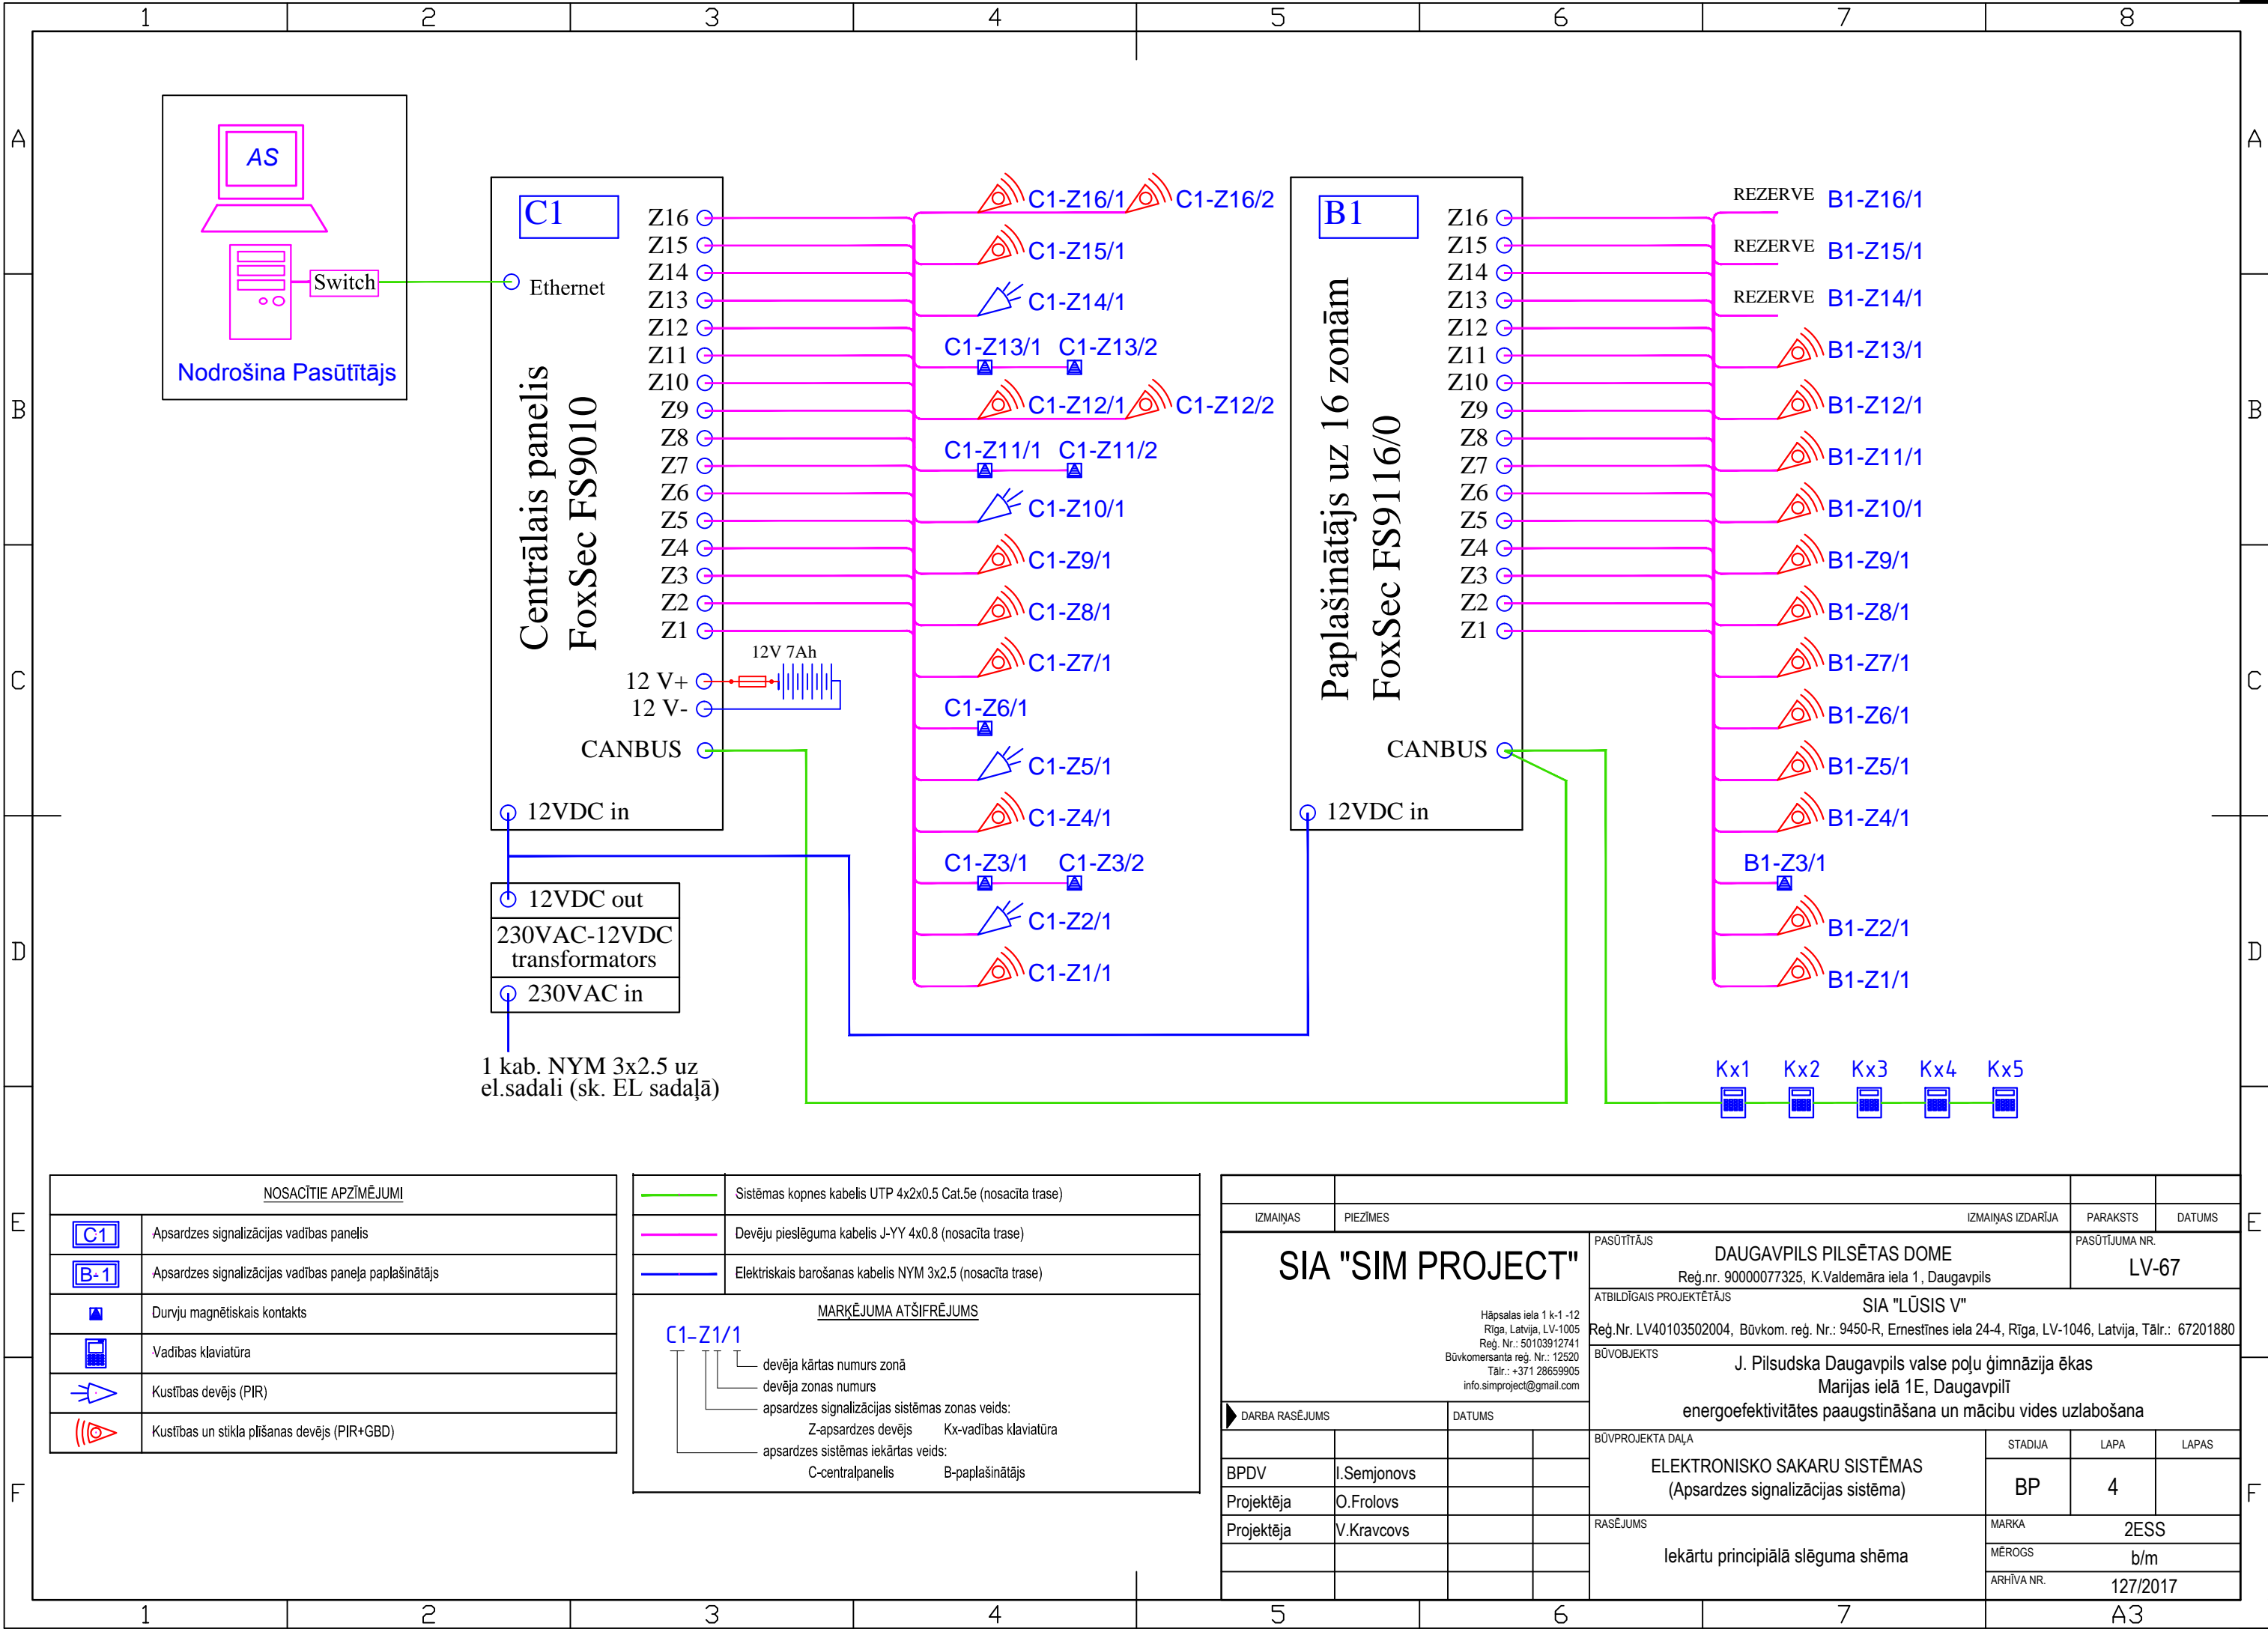 1 2 3 4 5 6 7 8
A A
B B
C C
D D
E E
F F
AS
Switch
Nodrošina Pasūtītājs
C1
Ethernet
Centrālais panelis
FoxSec FS9010
Z16
Z15
Z14
Z13
Z12
Z11
Z10
Z9
Z8
Z7
Z6
Z5
Z4
Z3
Z2
Z1
12 V+
12 V-
CANBUS
12VDC in
12V 7Ah
12VDC out
230VAC-12VDC
transformators
230VAC in
1 kab. NYM 3x2.5 uz
el.sadali (sk. EL sadaļā)
C1-Z16/1 C1-Z16/2
C1-Z15/1
C1-Z14/1
C1-Z13/1 C1-Z13/2
C1-Z12/1 C1-Z12/2
C1-Z11/1 C1-Z11/2
C1-Z10/1
C1-Z9/1
C1-Z8/1
C1-Z7/1
C1-Z6/1
C1-Z5/1
C1-Z4/1
C1-Z3/1 C1-Z3/2
C1-Z2/1
C1-Z1/1
B1
Paplašinātājs uz 16 zonām
FoxSec FS9116/0
Z16
Z15
Z14
Z13
Z12
Z11
Z10
Z9
Z8
Z7
Z6
Z5
Z4
Z3
Z2
Z1
CANBUS
12VDC in
REZERVE B1-Z16/1
REZERVE B1-Z15/1
REZERVE B1-Z14/1
B1-Z13/1
B1-Z12/1
B1-Z11/1
B1-Z10/1
B1-Z9/1
B1-Z8/1
B1-Z7/1
B1-Z6/1
B1-Z5/1
B1-Z4/1
B1-Z3/1
B1-Z2/1
B1-Z1/1
Kx1 Kx2 Kx3 Kx4 Kx5
NOSACĪTIE APZĪMĒJUMI
C1 Apsardzes signalizācijas vadības panelis
B-1 Apsardzes signalizācijas vadības paneļa paplašinātājs
Durvju magnētiskais kontakts
Vadības klaviatūra
Kustības devējs (PIR)
Kustības un stikla plīšanas devējs (PIR+GBD)
Sistēmas kopnes kabelis UTP 4x2x0.5 Cat.5e (nosacīta trase)
Devēju pieslēguma kabelis J-YY 4x0.8 (nosacīta trase)
Elektriskais barošanas kabelis NYM 3x2.5 (nosacīta trase)
MARĶĒJUMA ATŠIFRĒJUMS
C1-Z1/1
devēja kārtas numurs zonā
devēja zonas numurs
apsardzes signalizācijas sistēmas zonas veids:
Z-apsardzes devējs Kx-vadības klaviatūra
apsardzes sistēmas iekārtas veids:
C-centralpanelis B-paplašinātājs
IZMAIŅAS PIEZĪMES IZMAIŅAS IZDARĪJA PARAKSTS DATUMS
SIA "SIM PROJECT"
Hāpsalas iela 1 k-1 -12
Rīga, Latvija, LV-1005
Reģ. Nr.: 50103912741
Būvkomersanta reģ. Nr.: 12520
Tālr.: +371 28659905
info.simproject@gmail.com
PASŪTĪTĀJS
DAUGAVPILS PILSĒTAS DOME
Reģ.nr. 90000077325, K.Valdemāra iela 1, Daugavpils
PASŪTĪJUMA NR.
LV-67
ATBILDĪGAIS PROJEKTĒTĀJS
SIA "LŪSIS V"
Reģ.Nr. LV40103502004, Būvkom. reģ. Nr.: 9450-R, Ernestīnes iela 24-4, Rīga, LV-1046, Latvija, Tālr.: 67201880
BŪVOBJEKTS
J. Pilsudska Daugavpils valse poļu ģimnāzija ēkas
Marijas ielā 1E, Daugavpilī
energoefektivitātes paaugstināšana un mācibu vides uzlabošana
DARBA RASĒJUMS DATUMS
BPDV I.Semjonovs
Projektēja O.Frolovs
Projektēja V.Kravcovs
BŪVPROJEKTA DAĻA
ELEKTRONISKO SAKARU SISTĒMAS
(Apsardzes signalizācijas sistēma)
STADIJA LAPA LAPAS
BP 4
RASĒJUMS
Iekārtu principiālā slēguma shēma
MARKA 2ESS
MĒROGS b/m
ARHĪVA NR. 127/2017
1 2 3 4 5 6 7 A3